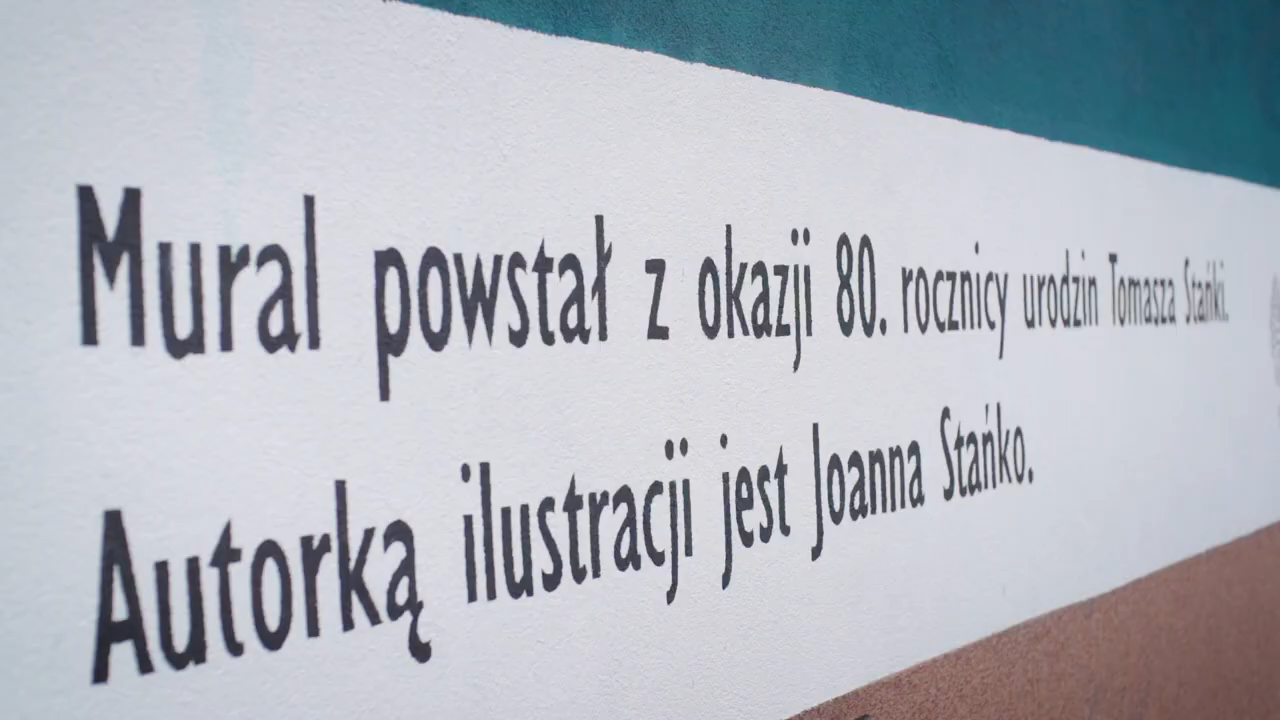 Mural powstał z okazji 80. rocznicy urodzin Tomasza Stańki.
Autorką ilustracji jest Joanna Stańko.